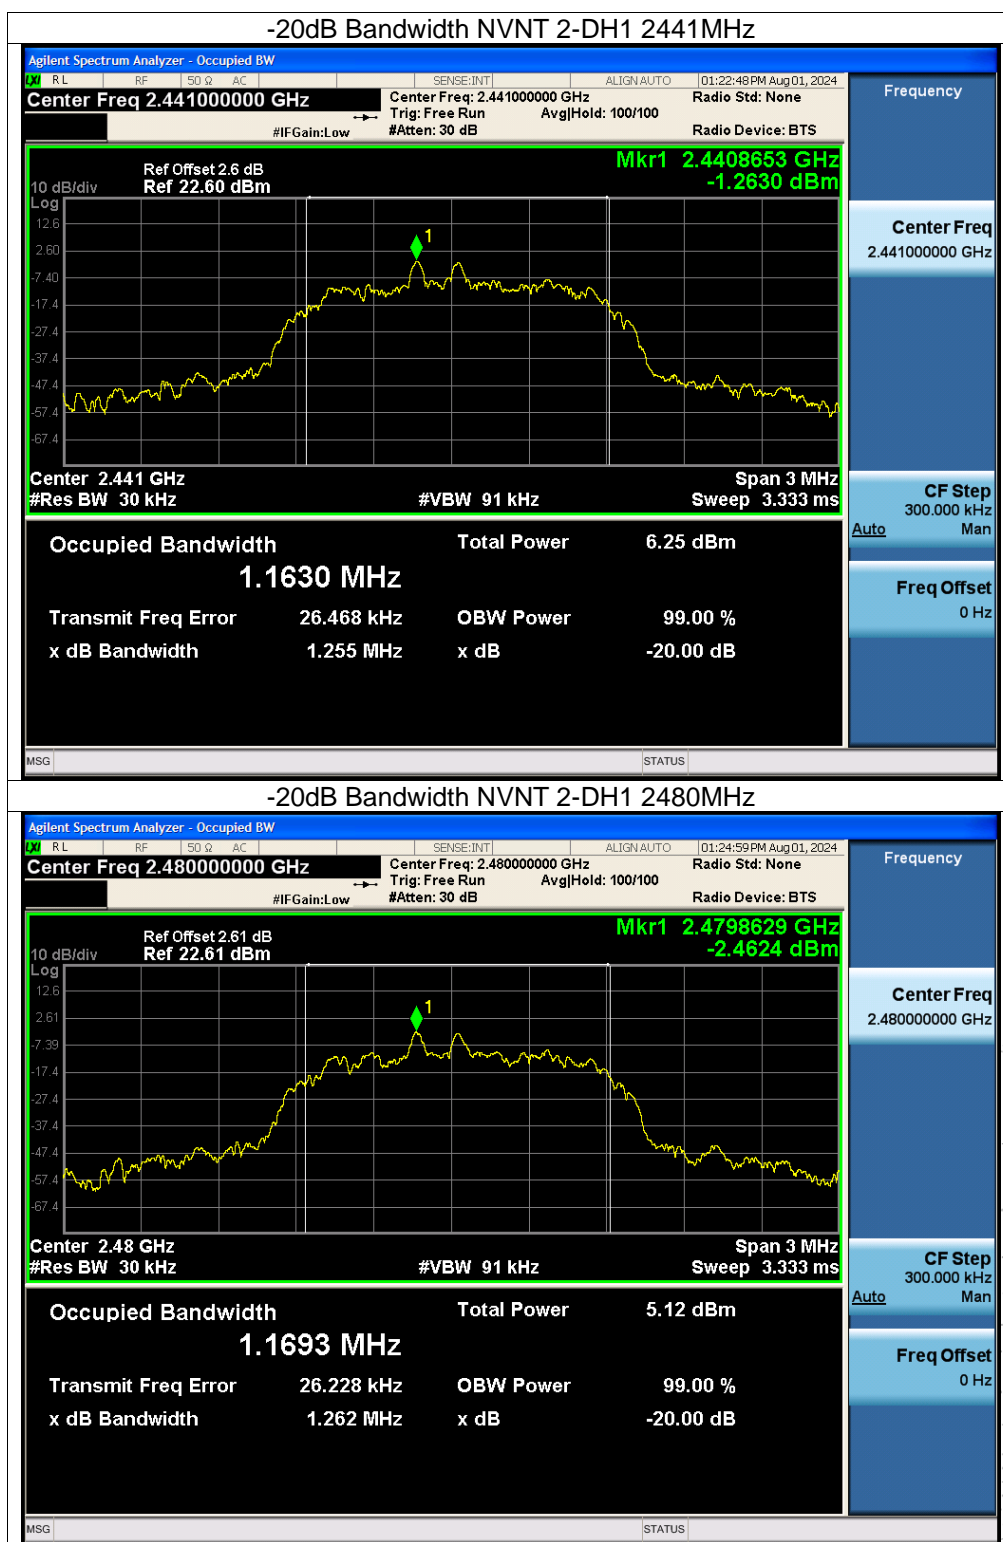 -20dB Bandwidth NVNT 2-DH1 2441MHz
Agilent Spectrum Analyzer - Occupied BW
LXI RL RF 50 Ω AC SENSE:INT ALIGN AUTO 01:22:48 PM Aug 01, 2024
Center Freq 2.441000000 GHz Center Freq: 2.441000000 GHz Radio Std: None
Trig: Free Run Avg|Hold: 100/100
#IFGain:Low #Atten: 30 dB Radio Device: BTS
Frequency
Mkr1 2.4408653 GHz
-1.2630 dBm
Ref Offset 2.6 dB
10 dB/div Ref 22.60 dBm
Log
12.6
2.60
-7.40
-17.4
-27.4
-37.4
-47.4
-57.4
-67.4
1
Center 2.441 GHz Span 3 MHz
#Res BW 30 kHz #VBW 91 kHz Sweep 3.333 ms
Occupied Bandwidth Total Power 6.25 dBm
1.1630 MHz
Transmit Freq Error 26.468 kHz OBW Power 99.00 %
x dB Bandwidth 1.255 MHz x dB -20.00 dB
Center Freq
2.441000000 GHz
CF Step
300.000 kHz
Auto Man
Freq Offset
0 Hz
MSG STATUS
-20dB Bandwidth NVNT 2-DH1 2480MHz
Agilent Spectrum Analyzer - Occupied BW
LXI RL RF 50 Ω AC SENSE:INT ALIGN AUTO 01:24:59 PM Aug 01, 2024
Center Freq 2.480000000 GHz Center Freq: 2.480000000 GHz Radio Std: None
Trig: Free Run Avg|Hold: 100/100
#IFGain:Low #Atten: 30 dB Radio Device: BTS
Frequency
Mkr1 2.4798629 GHz
-2.4624 dBm
Ref Offset 2.61 dB
10 dB/div Ref 22.61 dBm
Log
12.6
2.61
-7.39
-17.4
-27.4
-37.4
-47.4
-57.4
-67.4
1
Center 2.48 GHz Span 3 MHz
#Res BW 30 kHz #VBW 91 kHz Sweep 3.333 ms
Occupied Bandwidth Total Power 5.12 dBm
1.1693 MHz
Transmit Freq Error 26.228 kHz OBW Power 99.00 %
x dB Bandwidth 1.262 MHz x dB -20.00 dB
Center Freq
2.480000000 GHz
CF Step
300.000 kHz
Auto Man
Freq Offset
0 Hz
MSG STATUS